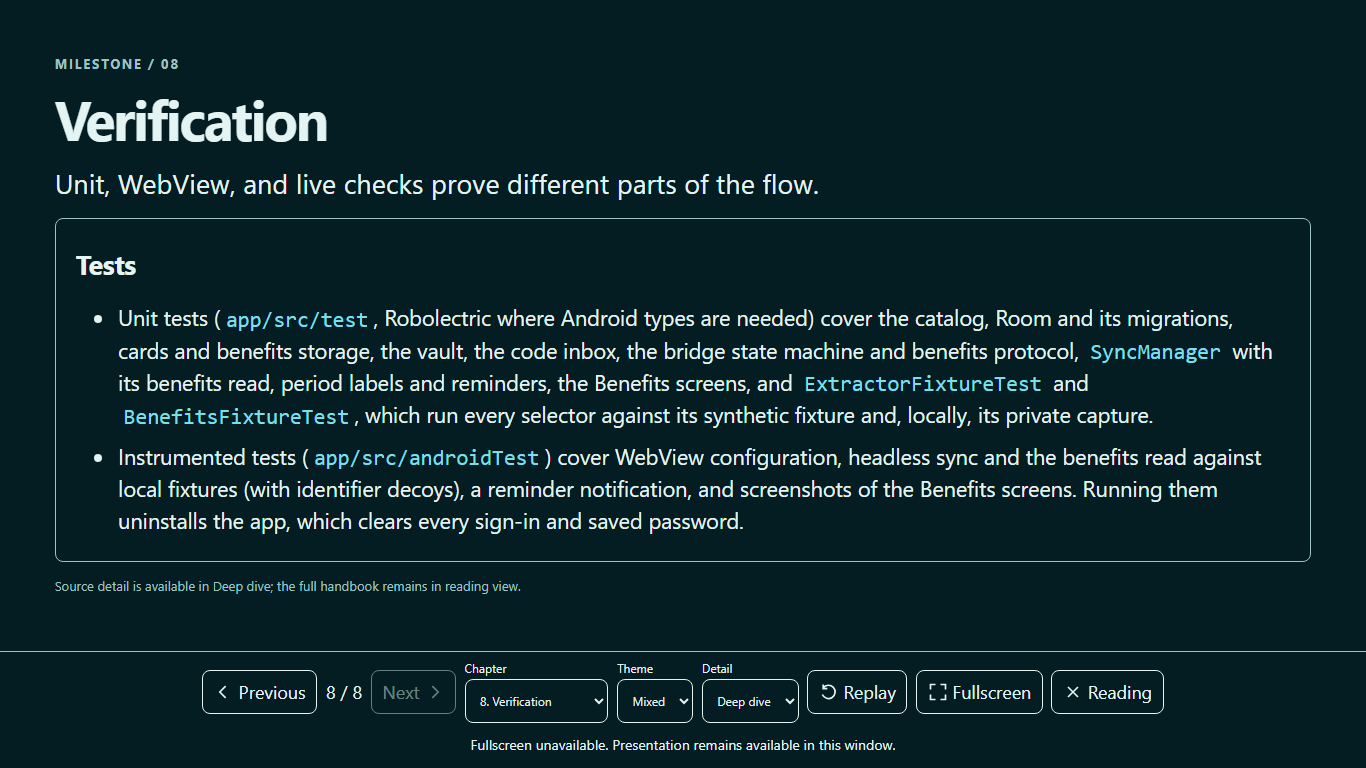 MILESTONE / 08
Verification
Unit, WebView, and live checks prove different parts of the flow.
Tests
• Unit tests ( app/src/test , Robolectric where Android types are needed) cover the catalog, Room and its migrations,
cards and benefits storage, the vault, the code inbox, the bridge state machine and benefits protocol, SyncManager with
its benefits read, period labels and reminders, the Benefits screens, and ExtractorFixtureTest and
BenefitsFixtureTest , which run every selector against its synthetic fixture and, locally, its private capture.
• Instrumented tests ( app/src/androidTest ) cover WebView configuration, headless sync and the benefits read against
local fixtures (with identifier decoys), a reminder notification, and screenshots of the Benefits screens. Running them
uninstalls the app, which clears every sign-in and saved password.
Source detail is available in Deep dive; the full handbook remains in reading view.
Chapter Theme Detail
Previous 8 / 8 Next 8. Verification Mixed Deep dive Replay Fullscreen Reading
Fullscreen unavailable. Presentation remains available in this window.